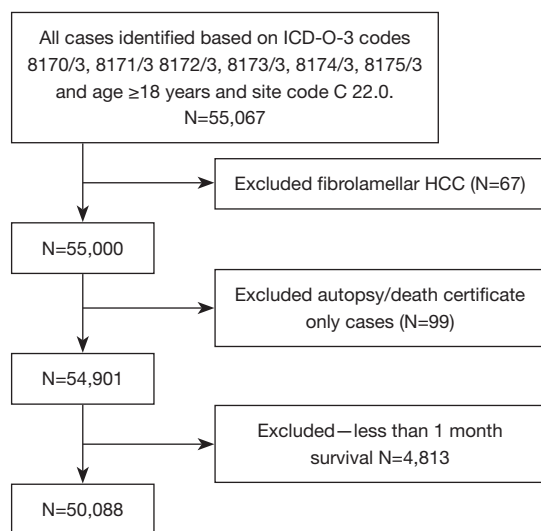 All cases identified based on ICD-O-3 codes
8170/3, 8171/3 8172/3, 8173/3, 8174/3, 8175/3
and age ≥18 years and site code C 22.0.
N=55,067
Excluded fibrolamellar HCC (N=67)
N=55,000
Excluded autopsy/death certificate
only cases (N=99)
N=54,901
Excluded—less than 1 month
survival N=4,813
N=50,088